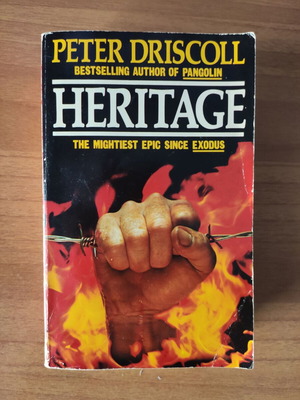 PETER DRISCOLL
BESTSELLING AUTHOR OF PANGOLIN
HERITAGE
THE MIGHTIEST EPIC SINCE EXODUS